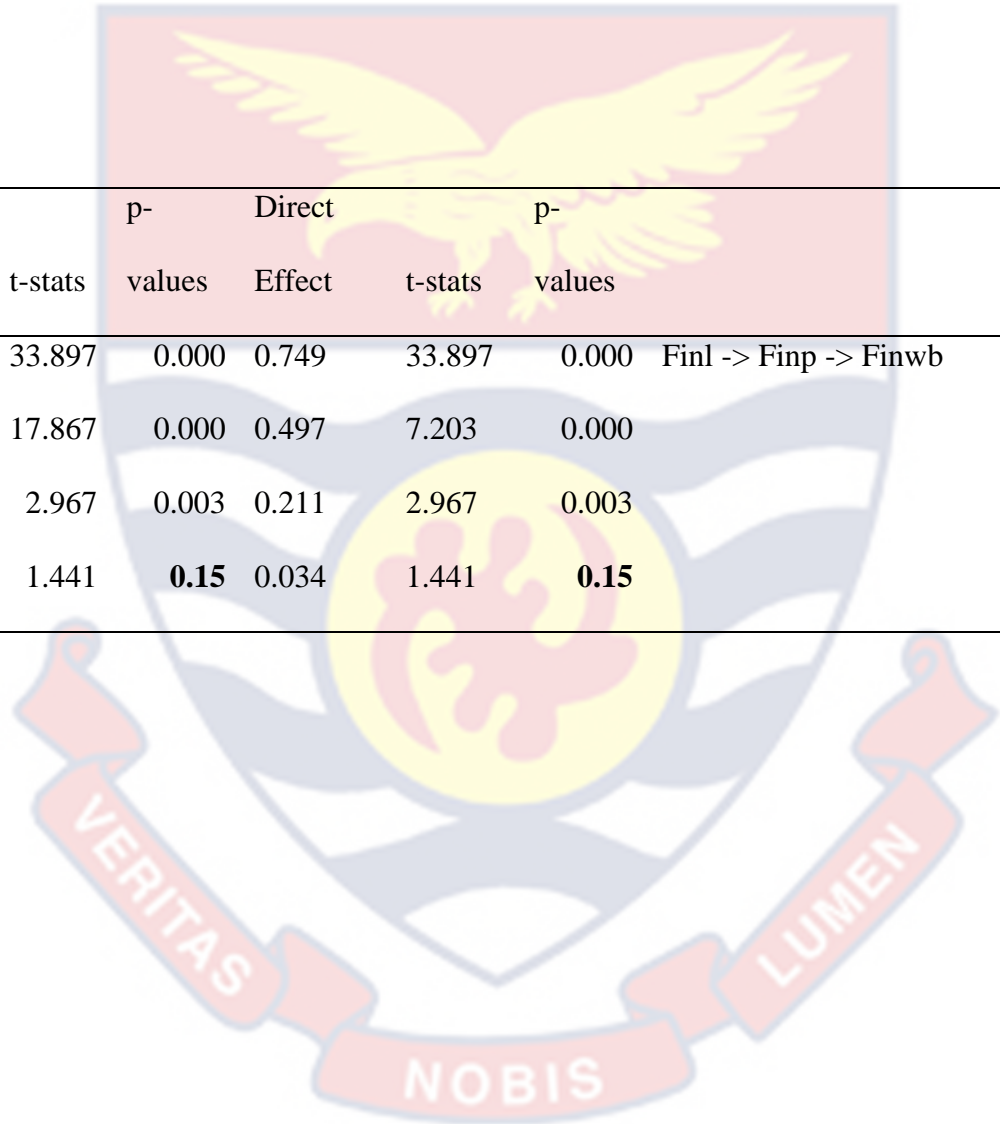 p- Direct p-
t-stats values Effect t-stats values
33.897 0.000 0.749 33.897 0.000 Finl -> Finp -> Finwb
17.867 0.000 0.497 7.203 0.000
2.967 0.003 0.211 2.967 0.003
1.441 0.15 0.034 1.441 0.15
VERITAS
NOBIS
LUMEN